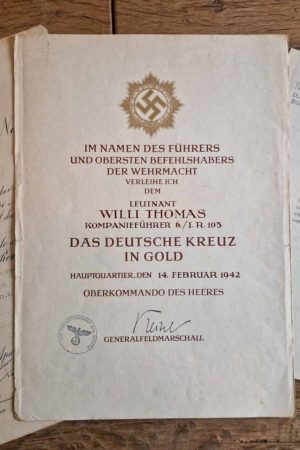 IM NAMEN DES FÜHRERS
UND OBERSTEN BEFEHLSHABERS
DER WEHRMACHT
VERLEIHE ICH
DEM
LEUTNANT
WILLI THOMAS
KOMPANIEFÜHRER 6./I.R. 105
DAS DEUTSCHE KREUZ
IN GOLD
HAUPTQUARTIER, DEN 14. FEBRUAR 1942
OBERKOMMANDO DES HEERES
GENERALFELDMARSCHALL